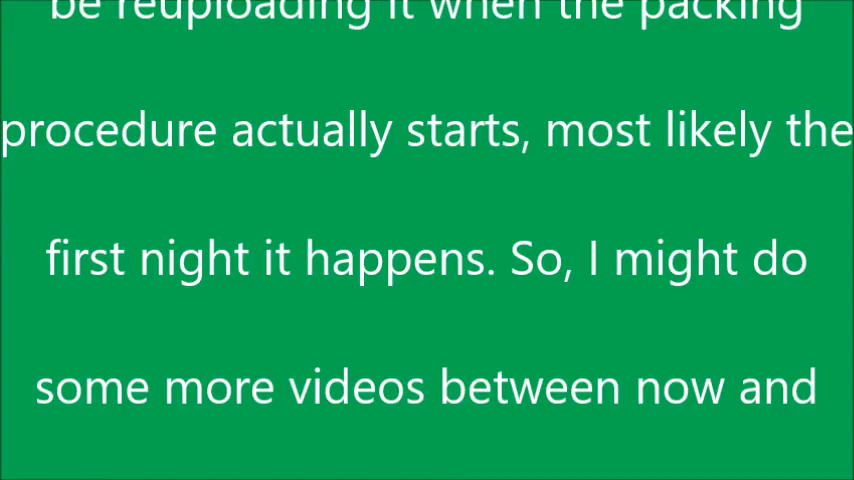 be reuploading it when the packing
procedure actually starts, most likely the
first night it happens. So, I might do
some more videos between now and